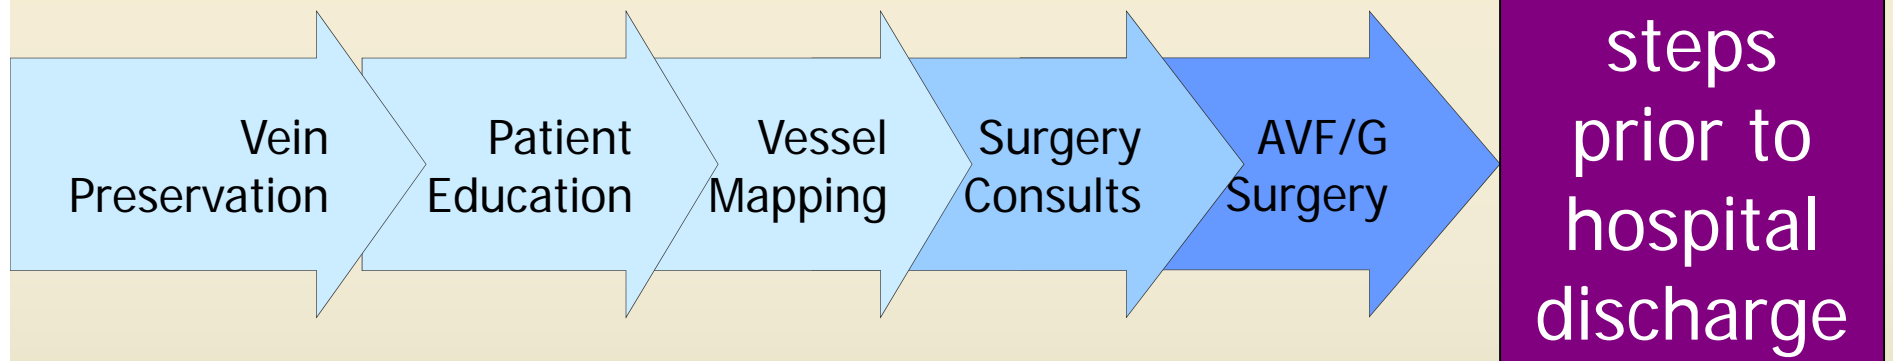 Vein
Preservation
Patient
Education
Vessel
Mapping
Surgery
Consults
AVF/G
Surgery
steps
prior to
hospital
discharge